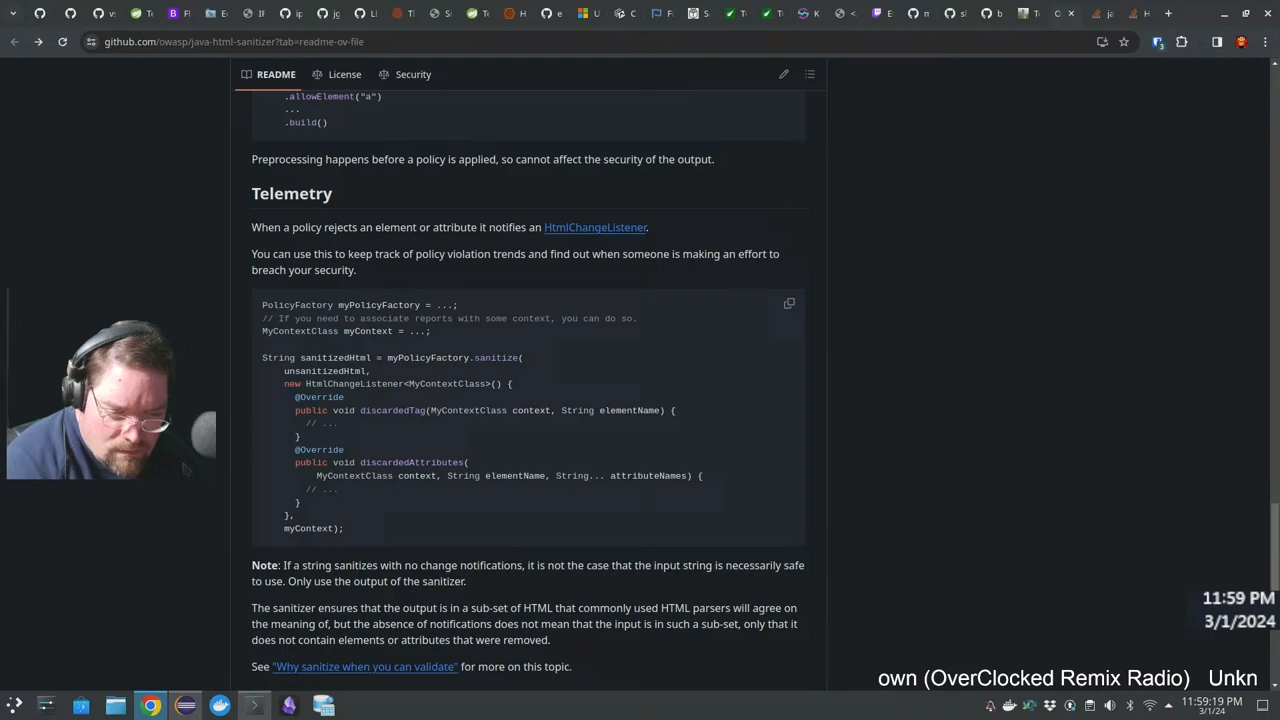 github.com/owasp/java-html-sanitizer?tab=readme-ov-file
README
License
Security
.allowElement("a")
...
.build()
Preprocessing happens before a policy is applied, so cannot affect the security of the output.
Telemetry
When a policy rejects an element or attribute it notifies an HtmlChangeListener.
You can use this to keep track of policy violation trends and find out when someone is making an effort to
breach your security.
PolicyFactory myPolicyFactory = ...;
// If you need to associate reports with some context, you can do so.
MyContextClass myContext = ...;
String sanitizedHtml = myPolicyFactory.sanitize(
unsanitizedHtml,
new HtmlChangeListener<MyContextClass>() {
@Override
public void discardedTag(MyContextClass context, String elementName) {
// ...
}
@Override
public void discardedAttributes(
MyContextClass context, String elementName, String... attributeNames) {
// ...
}
},
myContext);
Note: If a string sanitizes with no change notifications, it is not the case that the input string is necessarily safe
to use. Only use the output of the sanitizer.
The sanitizer ensures that the output is in a sub-set of HTML that commonly used HTML parsers will agree on
the meaning of, but the absence of notifications does not mean that the input is in such a sub-set, only that it
does not contain elements or attributes that were removed.
See "Why sanitize when you can validate" for more on this topic.
11:59 PM
3/1/2024
own (OverClocked Remix Radio) Unkn
11:59:19 PM
3/1/24